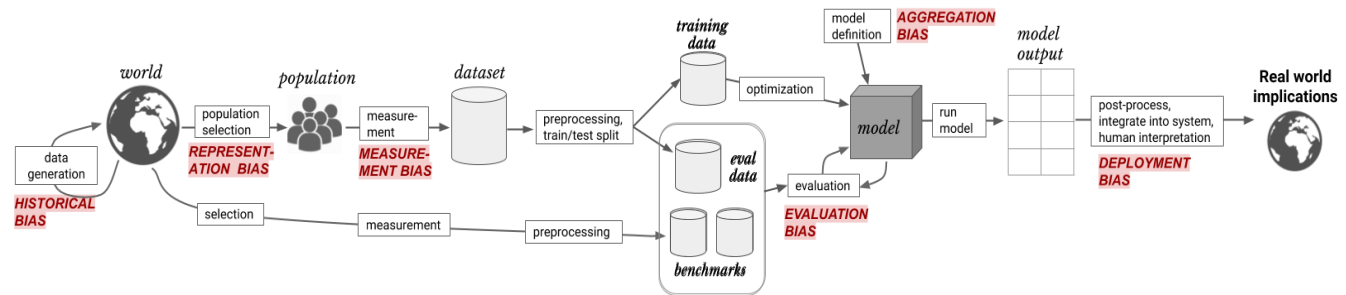 world
data
generation
HISTORICAL
BIAS
population
selection
REPRESENT-
ATION BIAS
population
measure-
ment
MEASURE-
MENT BIAS
dataset
preprocessing,
train/test split
training
data
optimization
eval
data
benchmarks
selection
measurement
preprocessing
evaluation
EVALUATION
BIAS
model
definition
AGGREGATION
BIAS
model
run
model
model
output
post-process,
integrate into system,
human interpretation
DEPLOYMENT
BIAS
Real world
implications